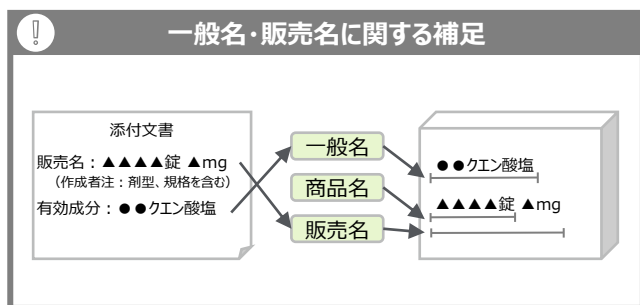 一般名・販売名に関する補足
添付文書
販売名：▲▲▲▲錠 ▲mg
（作成者注：剤型、規格を含む）
有効成分：●●クエン酸塩
一般名
商品名
販売名
●●クエン酸塩
▲▲▲▲錠 ▲mg